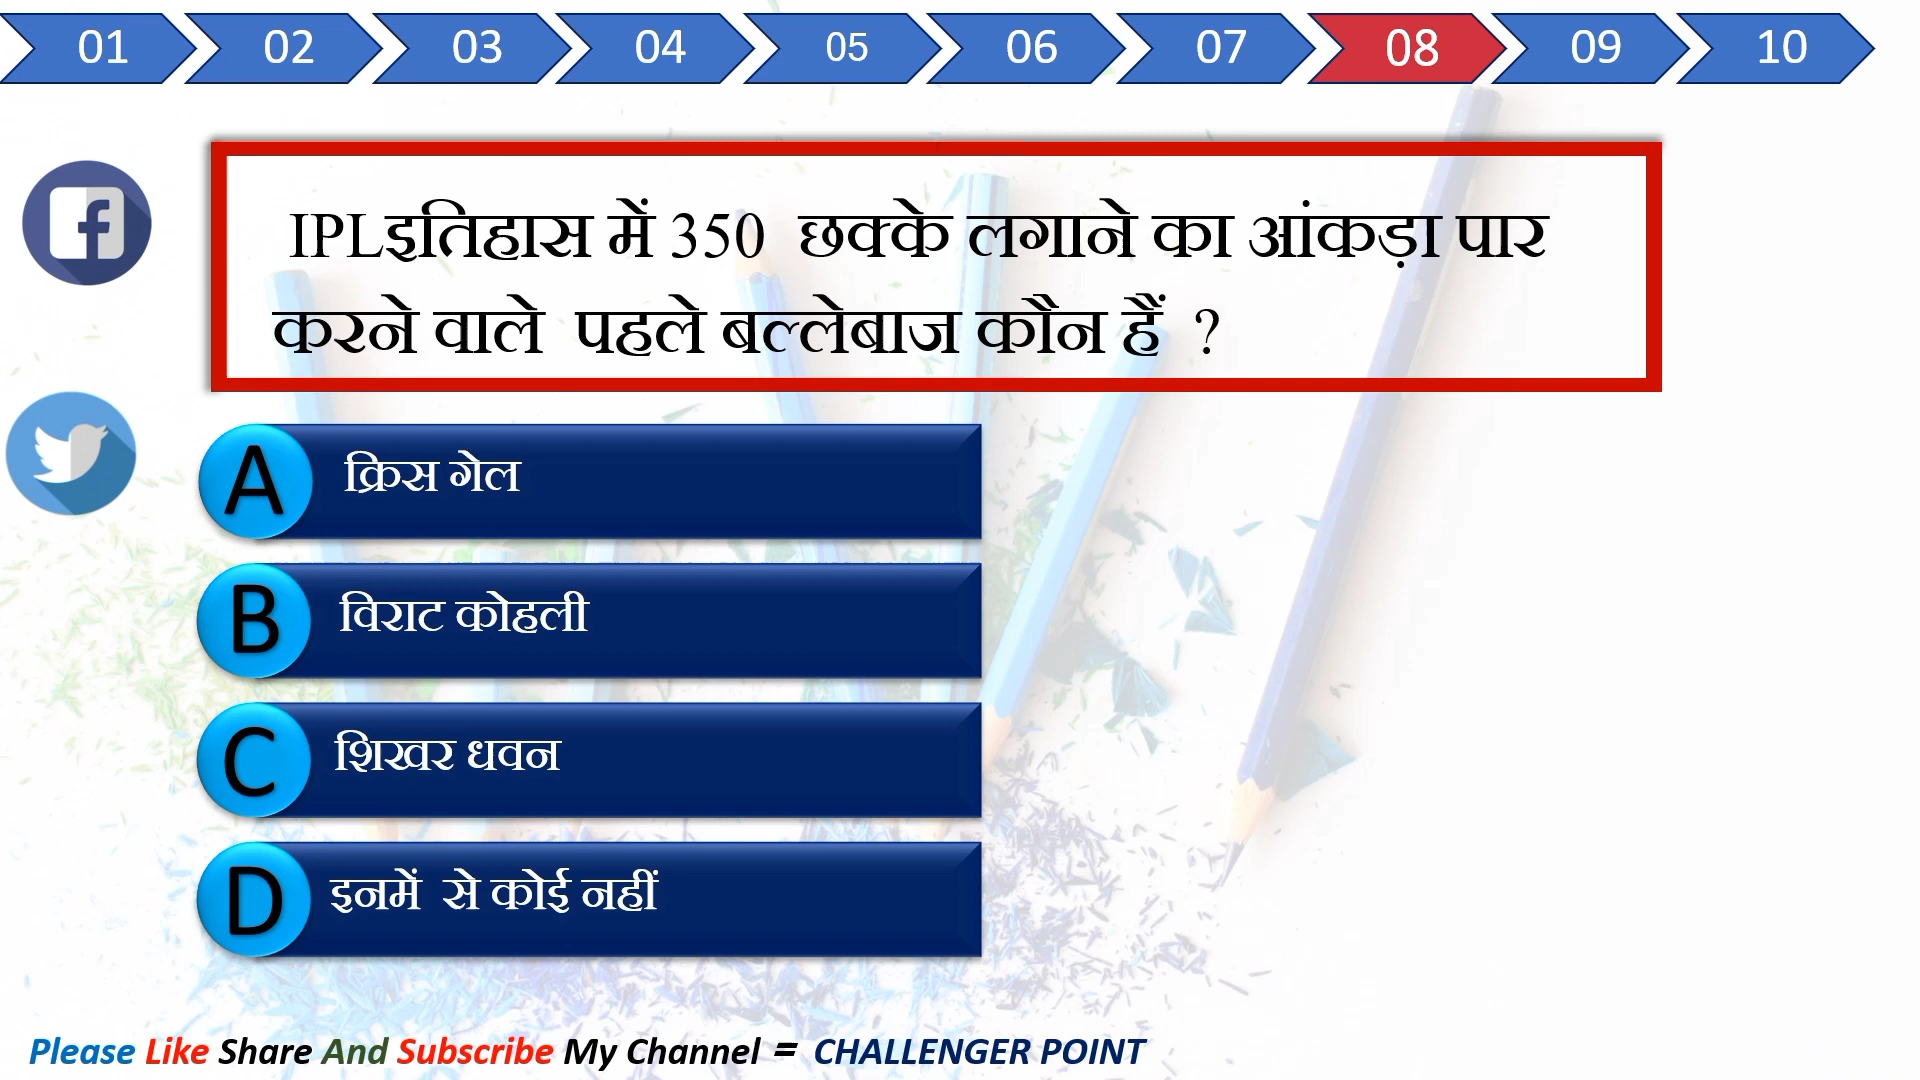 01 02 03 04 05 06 07 08 09 10
IPLइतिहास में 350 छक्के लगाने का आंकड़ा पार
करने वाले पहले बल्लेबाज कौन हैं ?
A क्रिस गेल
B विराट कोहली
C शिखर धवन
D इनमें से कोई नहीं
Please Like Share And Subscribe My Channel = CHALLENGER POINT